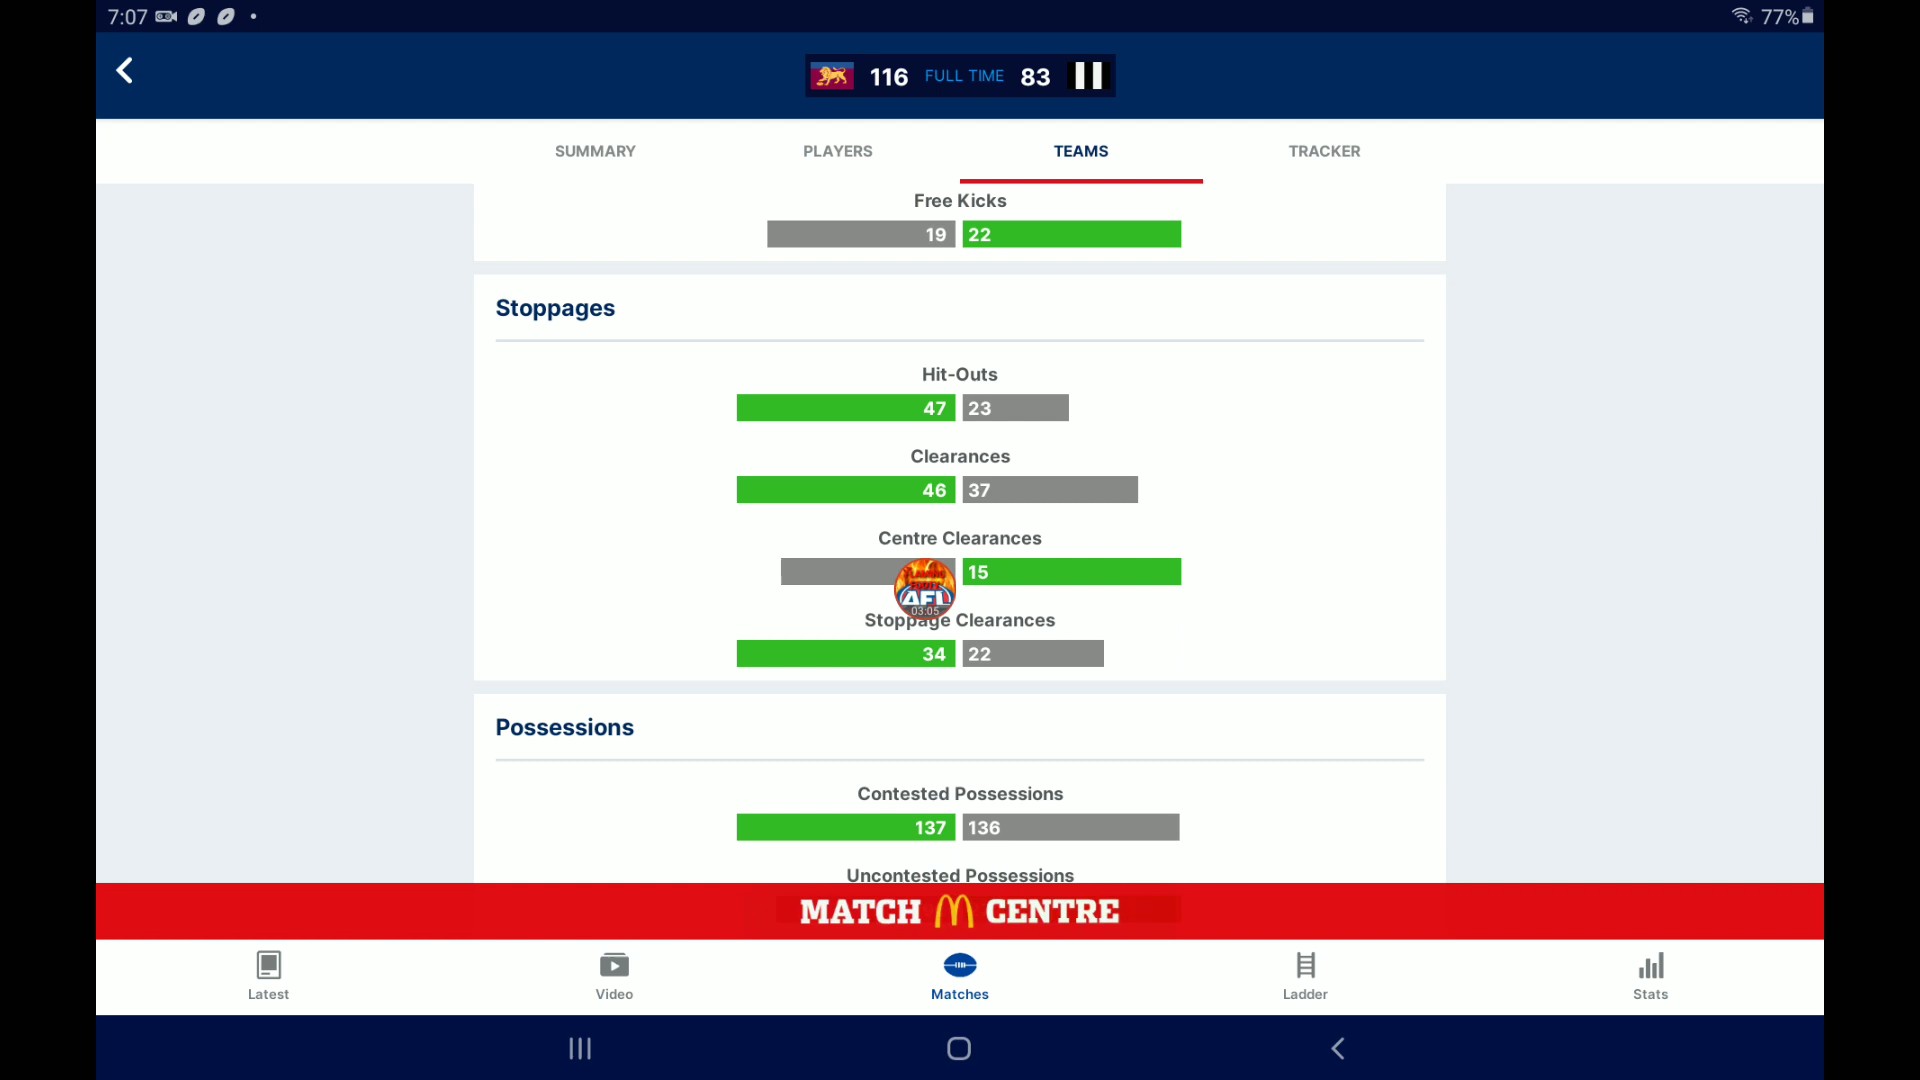 7:07 77%
116 FULL TIME 83
SUMMARY PLAYERS TEAMS TRACKER
Free Kicks
19 22
Stoppages
Hit-Outs
47 23
Clearances
46 37
Centre Clearances
15
FLAMING
FOOTY
AFL
03:05
Stoppage Clearances
34 22
Possessions
Contested Possessions
137 136
Uncontested Possessions
MATCH CENTRE
Latest Video Matches Ladder Stats